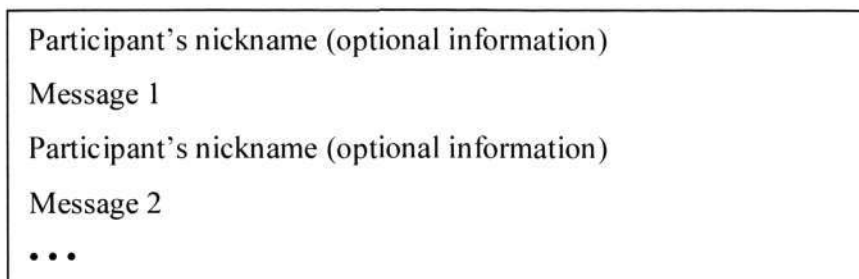 Participant's nickname (optional information)
Message 1
Participant's nickname (optional information)
Message 2
• • •